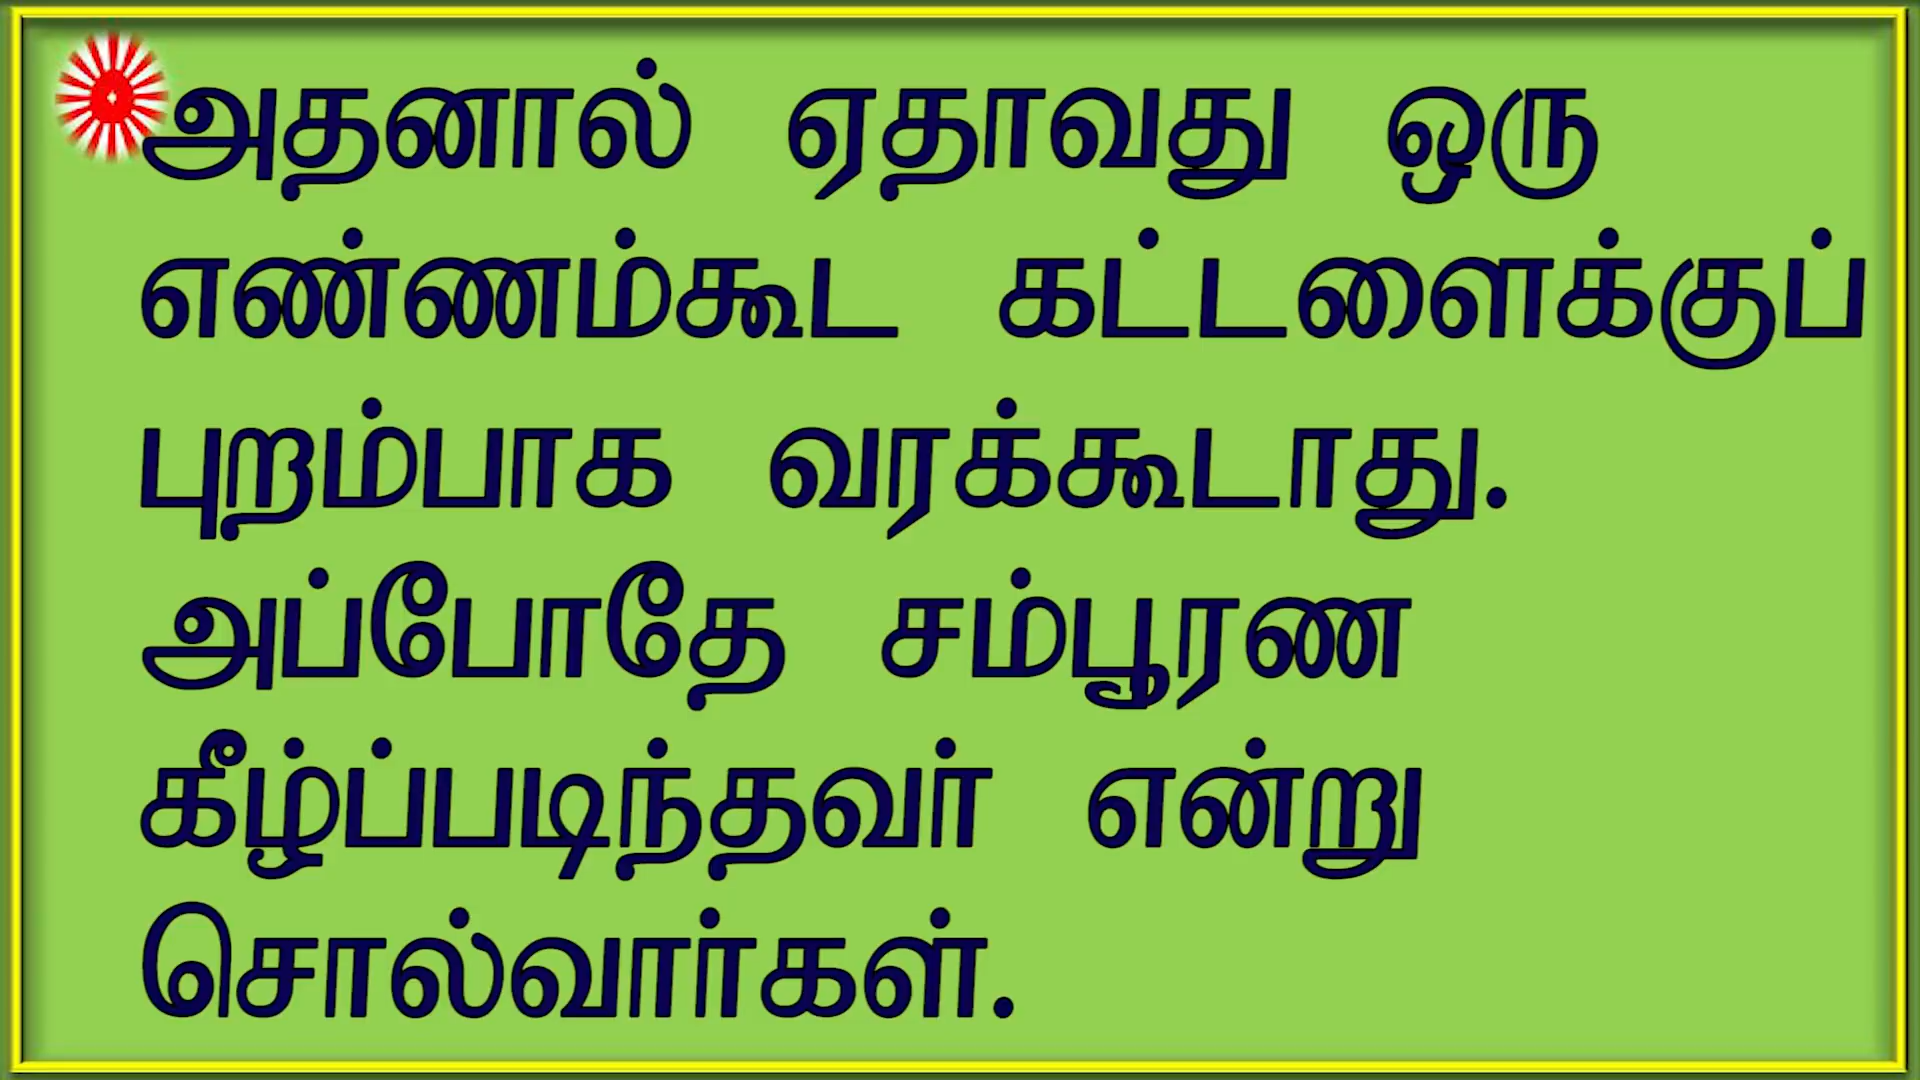 அதனால் ஏதாவது ஒரு
எண்ணம்கூட கட்டளைக்குப்
புறம்பாக வரக்கூடாது.
அப்போதே சம்பூரண
கீழ்ப்படிந்தவர் என்று
சொல்வார்கள்.